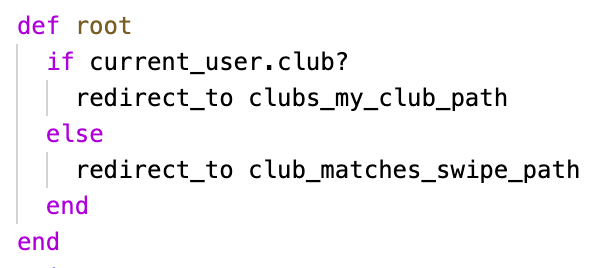 def root
  if current_user.club?
    redirect_to clubs_my_club_path
  else
    redirect_to club_matches_swipe_path
  end
end